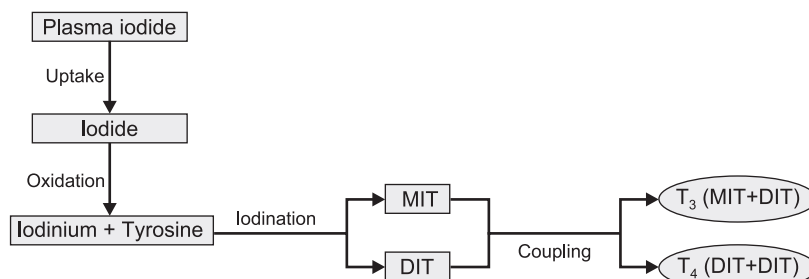 Plasma iodide
Uptake
Iodide
Oxidation
Iodinium + Tyrosine
Iodination
MIT
DIT
Coupling
T₃ (MIT+DIT)
T₄ (DIT+DIT)